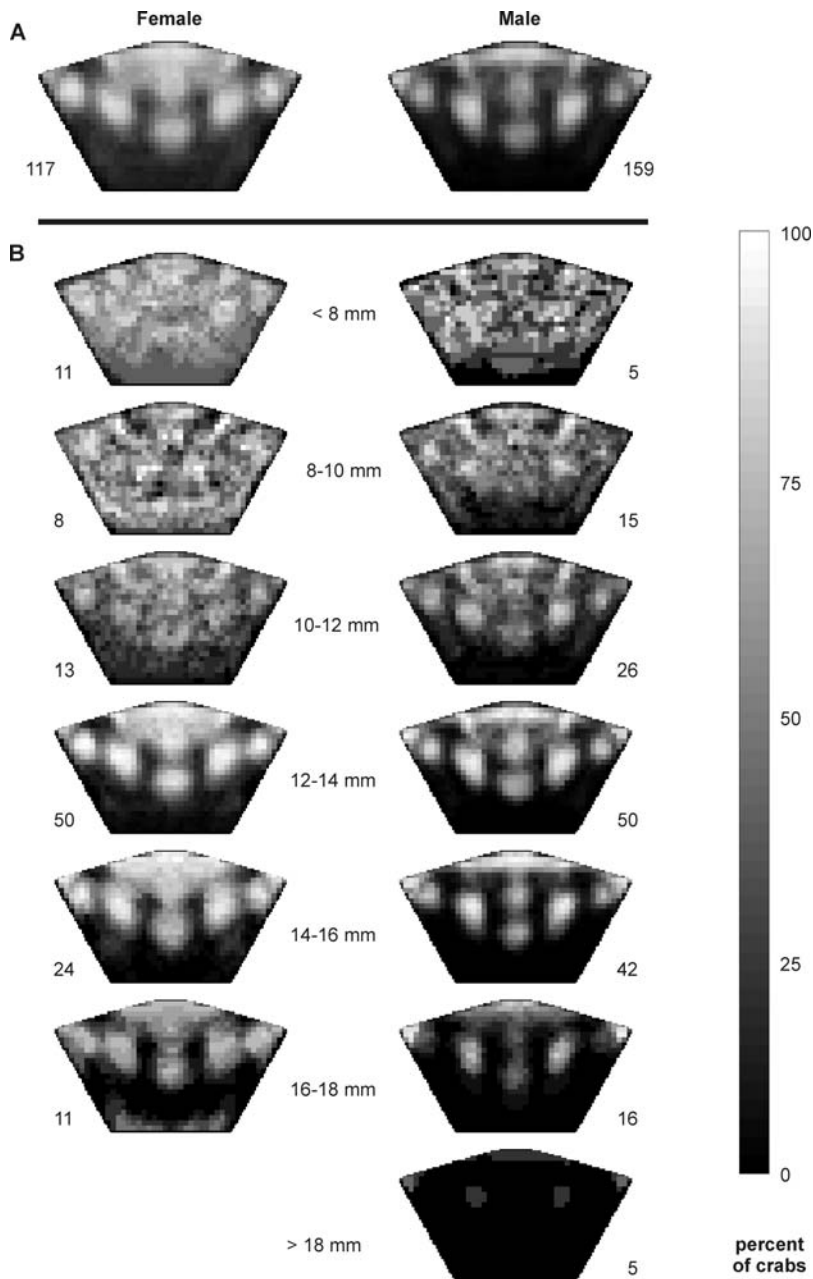 Female Male
A
117 159
B
100
< 8 mm
11 5
75
8-10 mm
8 15
10-12 mm
13 26
50
12-14 mm
50 50
14-16 mm
24 42
25
16-18 mm
11 16
0
> 18 mm
5
percent
of crabs